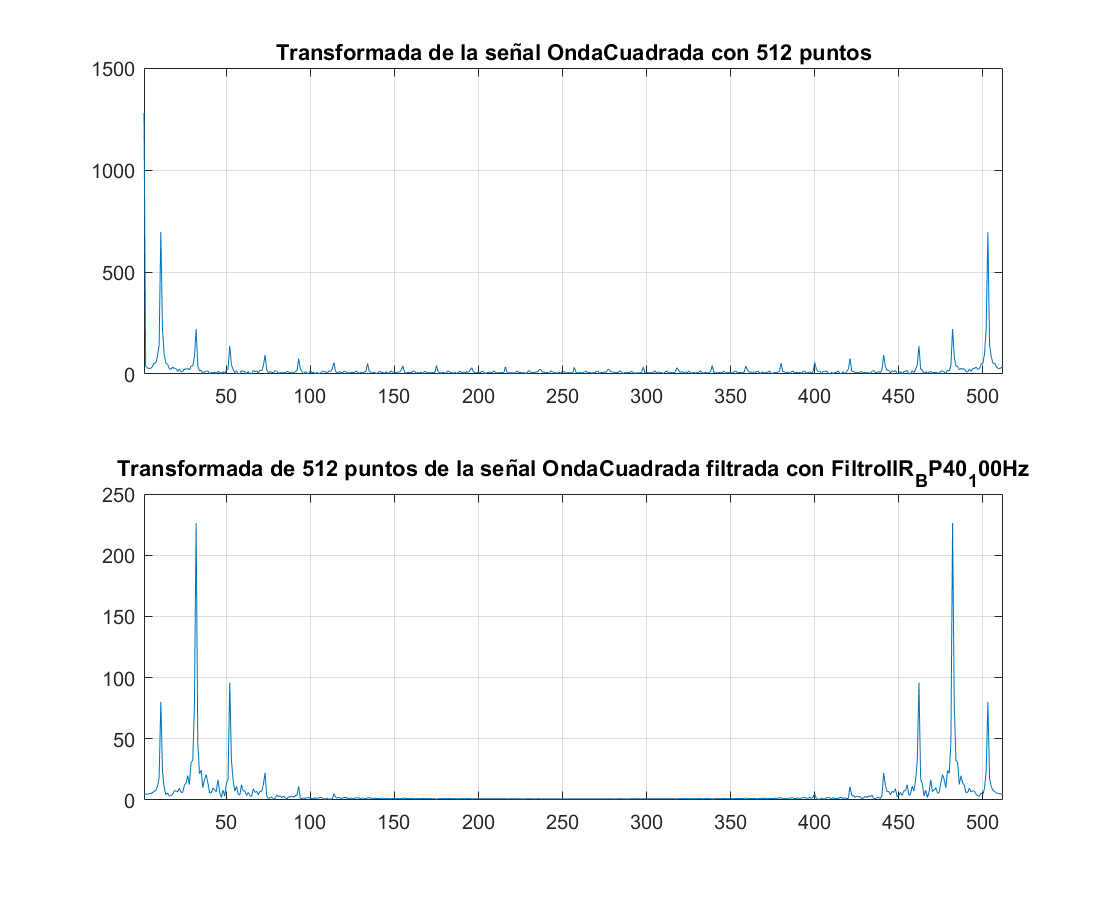 Transformada de la señal OndaCuadrada con 512 puntos
1500
1000
500
0
50 100 150 200 250 300 350 400 450 500
Transformada de 512 puntos de la señal OndaCuadrada filtrada con FiltroIIR_BP40_100Hz
250
200
150
100
50
0
50 100 150 200 250 300 350 400 450 500